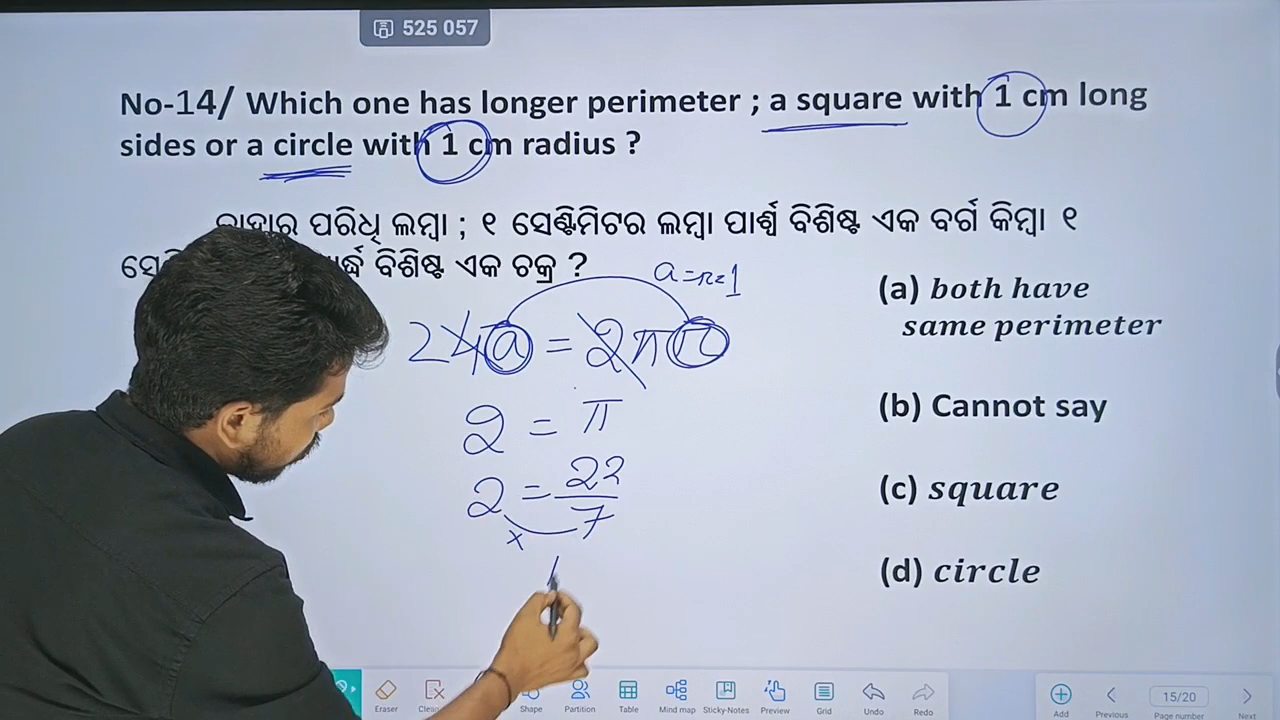 525 057
No-14/ Which one has longer perimeter ; a square with 1 cm long
sides or a circle with 1 cm radius ?
ପରିଧି ଲମ୍ବା ; ୧ ସେଣ୍ଟିମିଟର ଲମ୍ବା ପାର୍ଶ୍ଵ ବିଶିଷ୍ଟ ଏକ ବର୍ଗ କିମ୍ବା ୧
ବିଶିଷ୍ଟ ଏକ ଚକ୍ର ?
a=r=1
2 4a = 2πr
2 = π
2 = 22/7
x
(a) both have
same perimeter
(b) Cannot say
(c) square
(d) circle
Eraser
Shape
Partition
Table
Mind map
Sticky-Notes
Preview
Grid
Undo
Redo
Add
Previous
15/20
Page number
Next